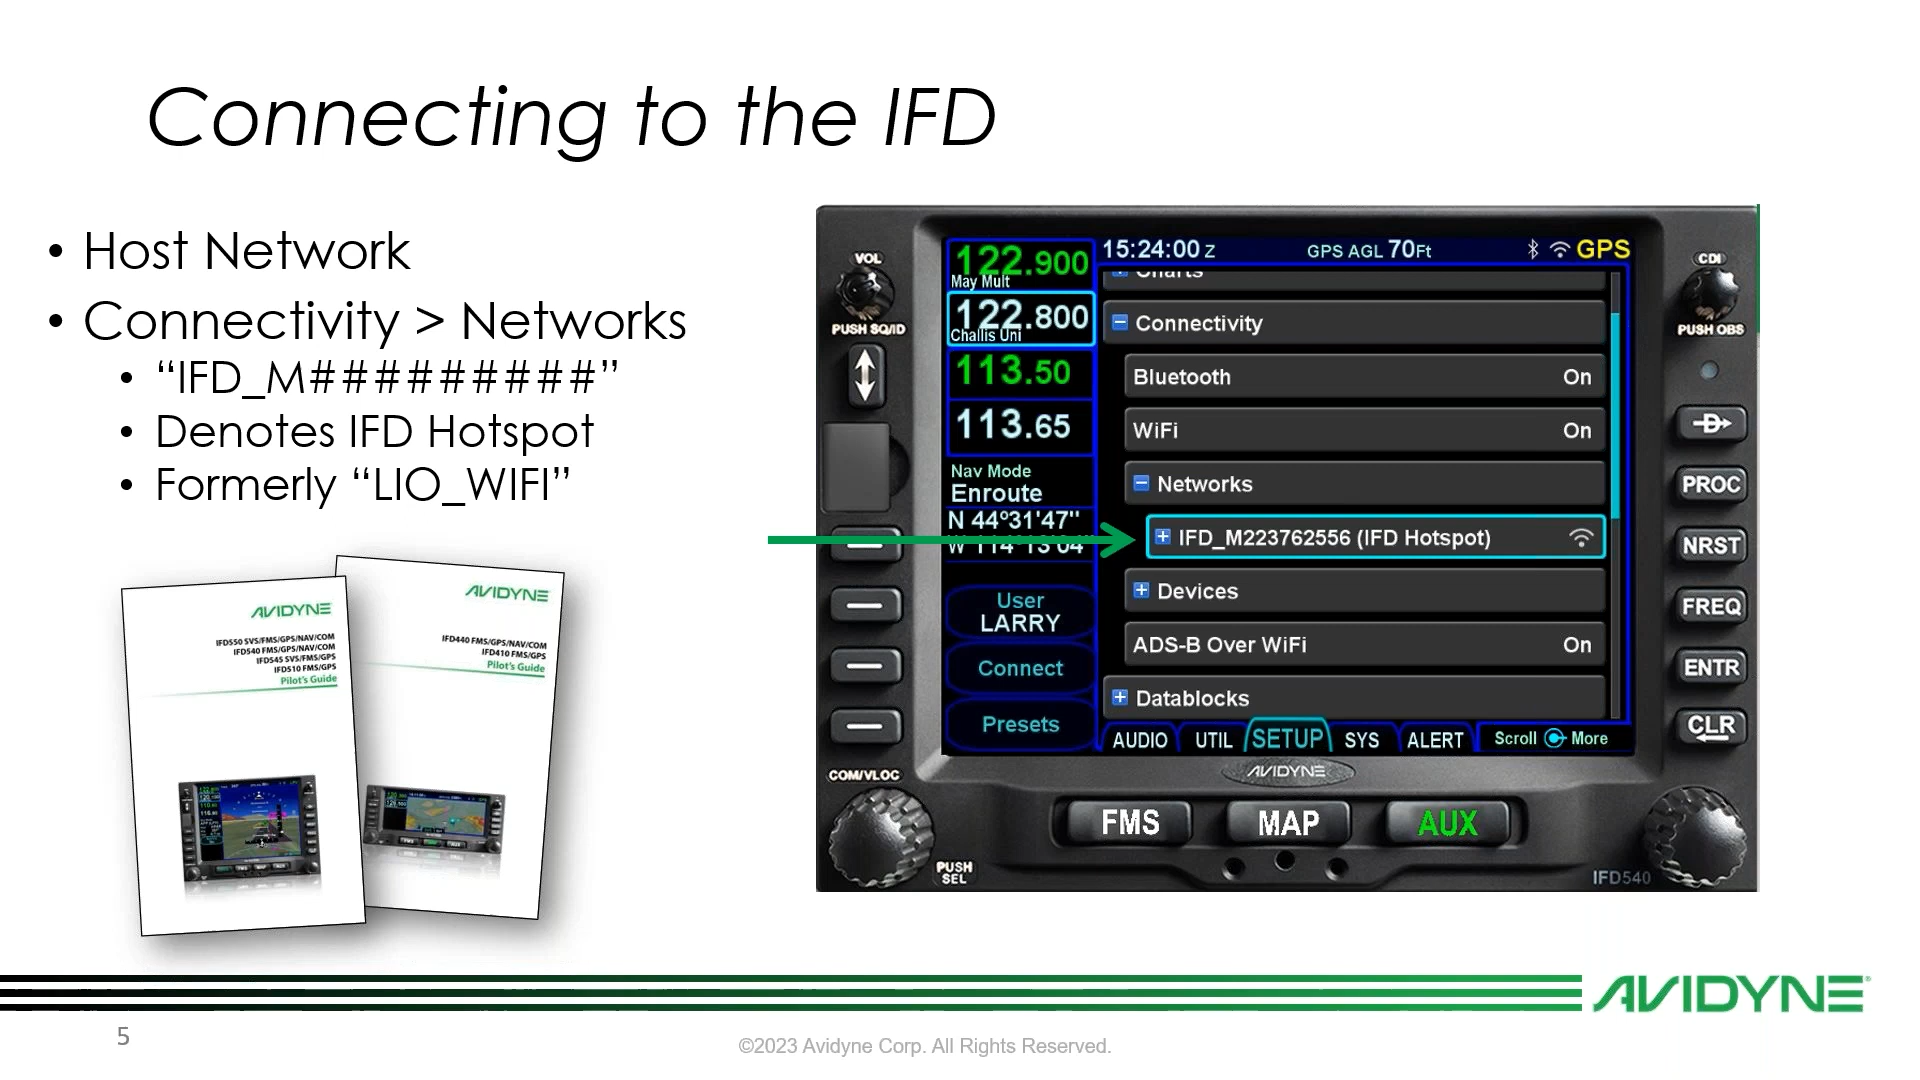 Connecting to the IFD
• Host Network
• Connectivity > Networks
• “IFD_M#########”
• Denotes IFD Hotspot
• Formerly “LIO_WIFI”
AVIDYNE
IFD550 SVS/FMS/GPS/NAV/COM
IFD540 FMS/GPS/NAV/COM
IFD545 SVS/FMS/GPS
IFD510 FMS/GPS
Pilot's Guide
AVIDYNE
IFD440 FMS/GPS/NAV/COM
IFD410 FMS/GPS
Pilot's Guide
VOL
PUSH SQ/ID
122.900
May Mult
122.800
Challis Uni
113.50
113.65
Nav Mode
Enroute
N 44°31'47"
W 114°13'04"
User
LARRY
Connect
Presets
15:24:00 Z
GPS AGL 70Ft
GPS
Charts
Connectivity
Bluetooth On
WiFi On
Networks
IFD_M223762556 (IFD Hotspot)
Devices
ADS-B Over WiFi On
Datablocks
AUDIO UTIL SETUP SYS ALERT Scroll More
CDI
PUSH OBS
D
PROC
NRST
FREQ
ENTR
CLR
COM/VLOC
PUSH
SEL
AVIDYNE
FMS MAP AUX
IFD540
AVIDYNE®
5
©2023 Avidyne Corp. All Rights Reserved.